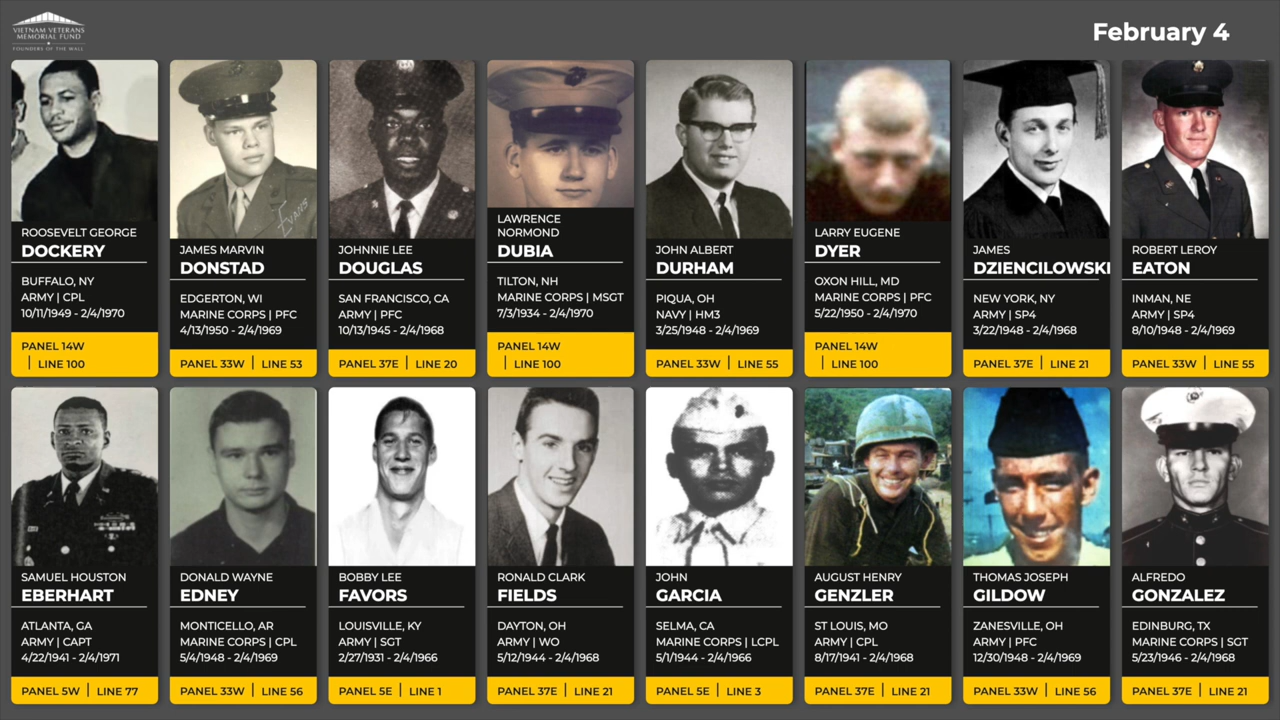 VIETNAM VETERANS
MEMORIAL FUND
FOUNDERS OF THE WALL
February 4
ROOSEVELT GEORGE
DOCKERY
BUFFALO, NY
ARMY | CPL
10/11/1949 - 2/4/1970
PANEL 14W
| LINE 100
Evans
JAMES MARVIN
DONSTAD
EDGERTON, WI
MARINE CORPS | PFC
4/13/1950 - 2/4/1969
PANEL 33W | LINE 53
JOHNNIE LEE
DOUGLAS
SAN FRANCISCO, CA
ARMY | PFC
10/13/1945 - 2/4/1968
PANEL 37E | LINE 20
LAWRENCE
NORMOND
DUBIA
TILTON, NH
MARINE CORPS | MSGT
7/3/1934 - 2/4/1970
PANEL 14W
| LINE 100
JOHN ALBERT
DURHAM
PIQUA, OH
NAVY | HM3
3/25/1948 - 2/4/1969
PANEL 33W | LINE 55
LARRY EUGENE
DYER
OXON HILL, MD
MARINE CORPS | PFC
5/22/1950 - 2/4/1970
PANEL 14W
| LINE 100
JAMES
DZIENCILOWSKI
NEW YORK, NY
ARMY | SP4
3/22/1948 - 2/4/1968
PANEL 37E | LINE 21
ROBERT LEROY
EATON
INMAN, NE
ARMY | SP4
8/10/1948 - 2/4/1969
PANEL 33W | LINE 55
SAMUEL HOUSTON
EBERHART
ATLANTA, GA
ARMY | CAPT
4/22/1941 - 2/4/1971
PANEL 5W | LINE 77
DONALD WAYNE
EDNEY
MONTICELLO, AR
MARINE CORPS | CPL
5/4/1948 - 2/4/1969
PANEL 33W | LINE 56
BOBBY LEE
FAVORS
LOUISVILLE, KY
ARMY | SGT
2/27/1931 - 2/4/1966
PANEL 5E | LINE 1
RONALD CLARK
FIELDS
DAYTON, OH
ARMY | WO
5/12/1944 - 2/4/1968
PANEL 37E | LINE 21
JOHN
GARCIA
SELMA, CA
MARINE CORPS | LCPL
5/1/1944 - 2/4/1966
PANEL 5E | LINE 3
AUGUST HENRY
GENZLER
ST LOUIS, MO
ARMY | CPL
8/17/1941 - 2/4/1968
PANEL 37E | LINE 21
THOMAS JOSEPH
GILDOW
ZANESVILLE, OH
ARMY | PFC
12/30/1948 - 2/4/1969
PANEL 33W | LINE 56
ALFREDO
GONZALEZ
EDINBURG, TX
MARINE CORPS | SGT
5/23/1946 - 2/4/1968
PANEL 37E | LINE 21